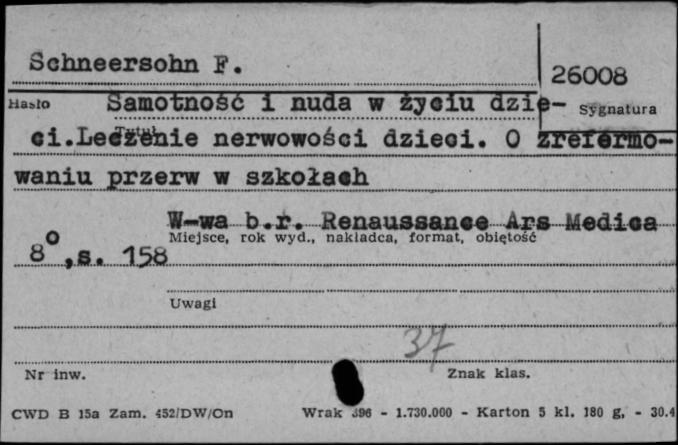 Schneersohn F.
26008
Hasło Samotność i nuda w życiu dzie-
Sygnatura
Tytuł
ci.Leczenie nerwowości dzieci. O zreformo-
waniu przerw w szkołach
W-wa b.r. Renaussance Ars Medica
Miejsce, rok wyd., nakładca, format, objętość
8°,s. 158
Uwagi
37
Nr inw.
Znak klas.
CWD B 15a Zam. 452/DW/On Wrak 396 - 1.730.000 - Karton 5 kl. 180 g, - 30.4